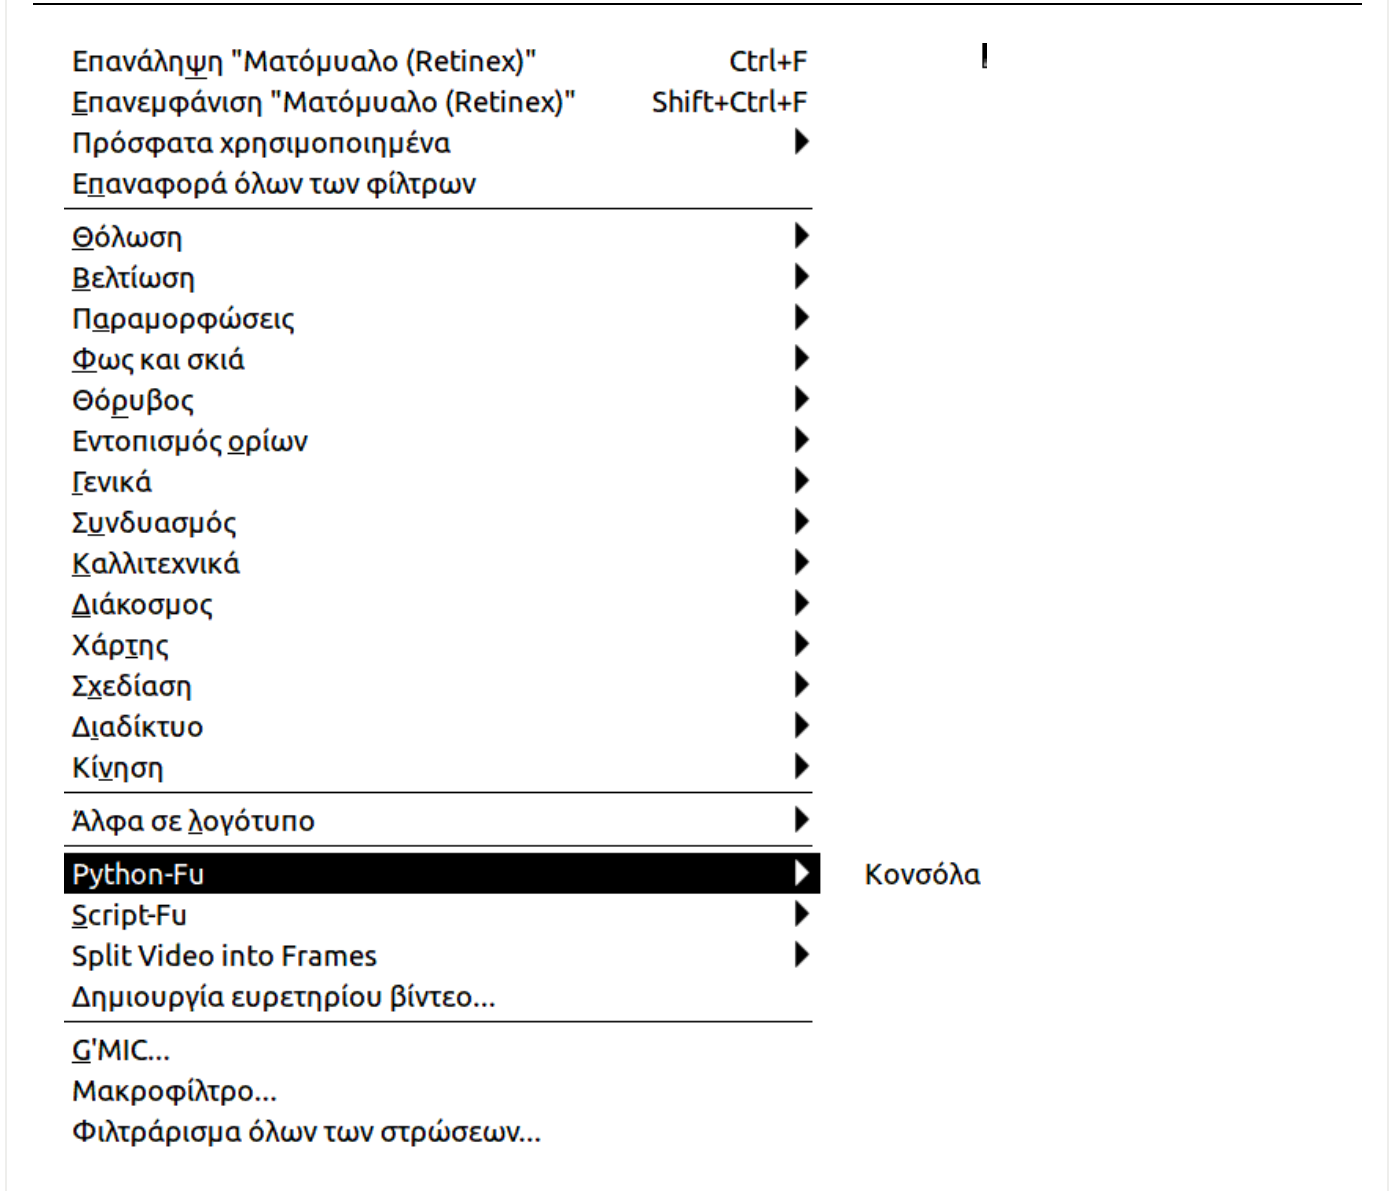 Επανάληψη "Ματόμυαλο (Retinex)" Ctrl+F
Επανεμφάνιση "Ματόμυαλο (Retinex)" Shift+Ctrl+F
Πρόσφατα χρησιμοποιημένα
Επαναφορά όλων των φίλτρων
Θόλωση
Βελτίωση
Παραμορφώσεις
Φως και σκιά
Θόρυβος
Εντοπισμός ορίων
Γενικά
Συνδυασμός
Καλλιτεχνικά
Διάκοσμος
Χάρτης
Σχεδίαση
Διαδίκτυο
Κίνηση
Άλφα σε λογότυπο
Python-Fu Κονσόλα
Script-Fu
Split Video into Frames
Δημιουργία ευρετηρίου βίντεο...
G'MIC...
Μακροφίλτρο...
Φιλτράρισμα όλων των στρώσεων...